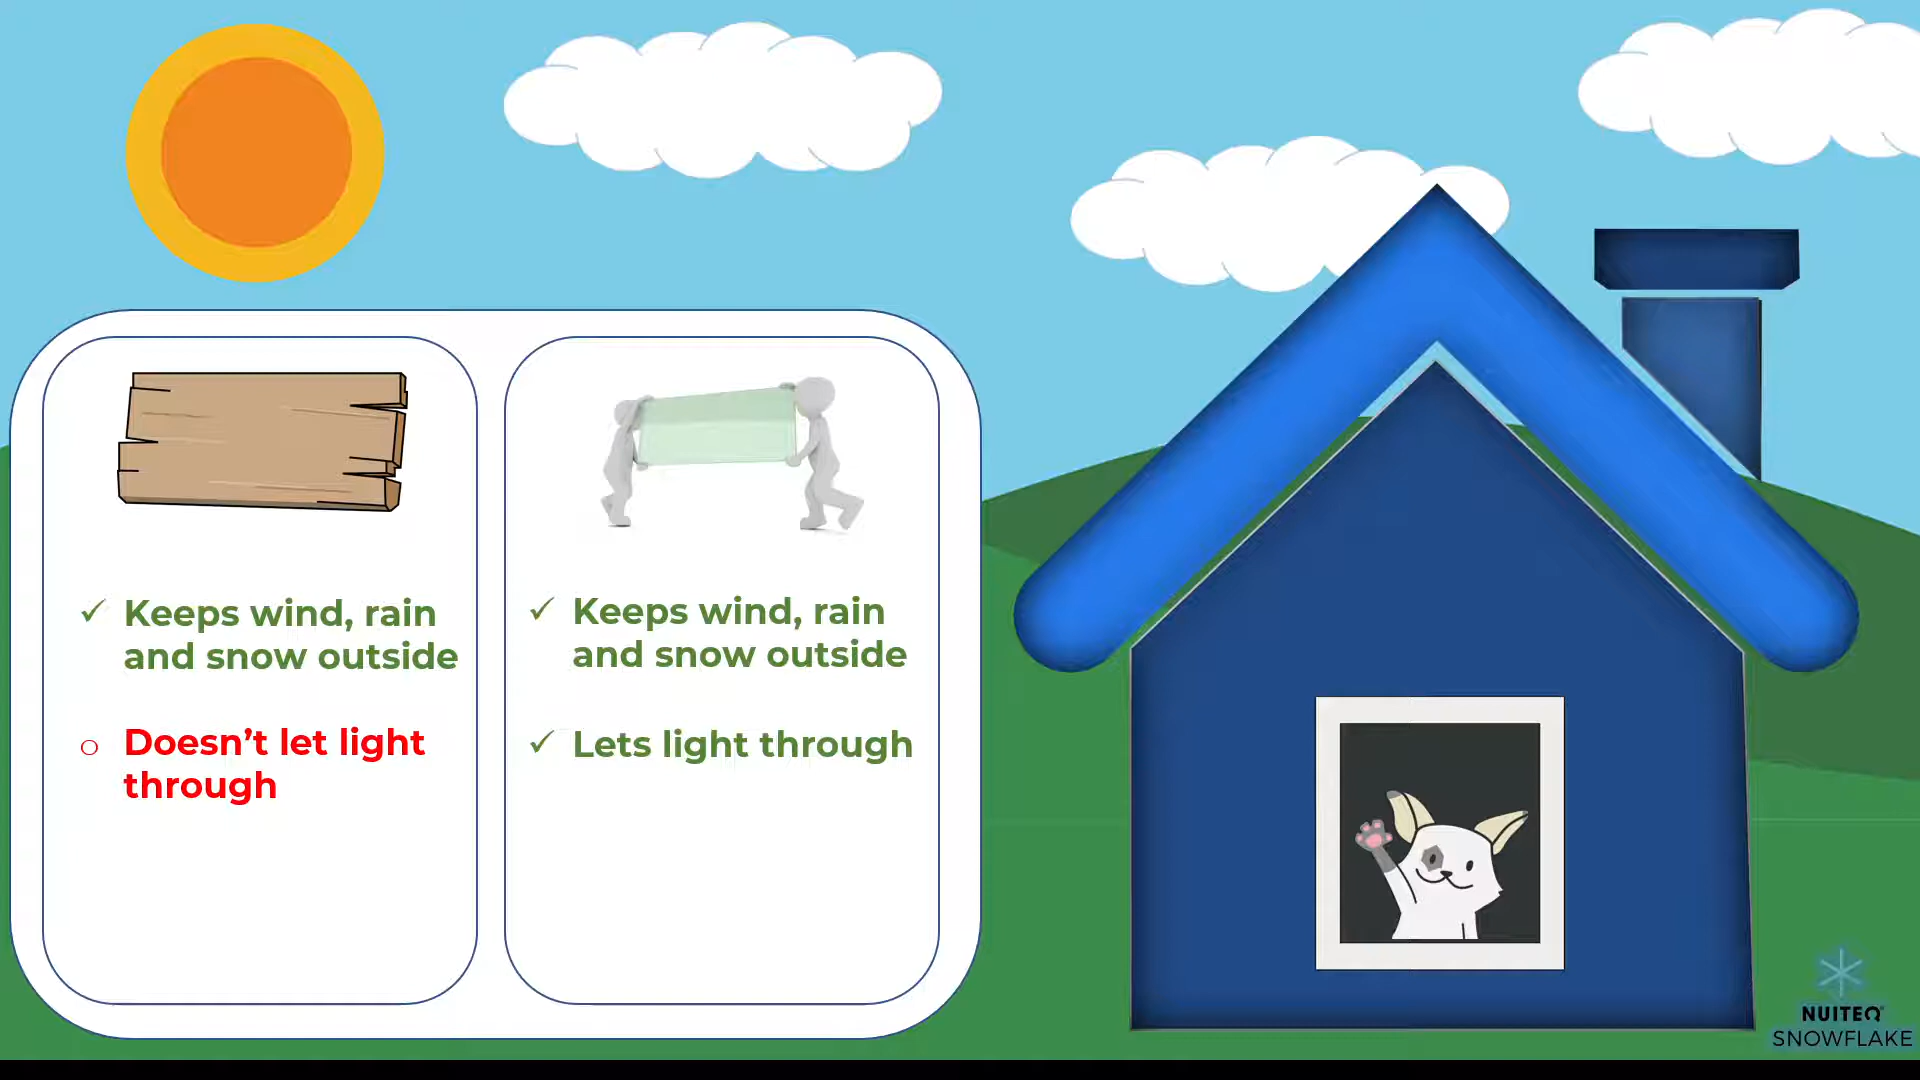 Keeps wind, rain
and snow outside
Doesn’t let light
through
Keeps wind, rain
and snow outside
Lets light through
NUITEQ
SNOWFLAKE